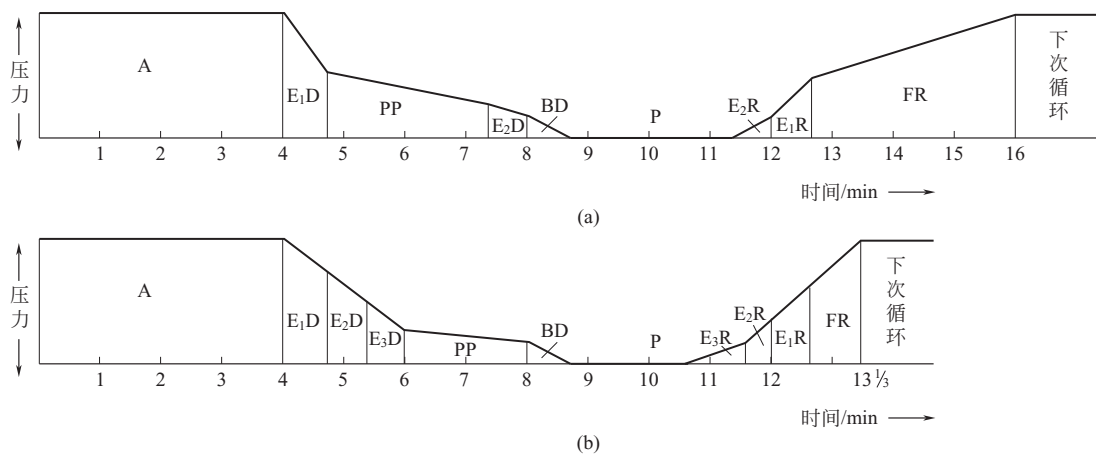 压力
A
E₁D
PP
E₂D
BD
P
E₂R
E₁R
FR
下次循环
1 2 3 4 5 6 7 8 9 10 11 12 13 14 15 16
时间/min
(a)
压力
A
E₁D
E₂D
E₃D
PP
BD
P
E₃R
E₂R
E₁R
FR
下次循环
1 2 3 4 5 6 7 8 9 10 11 12 13⅓
时间/min
(b)